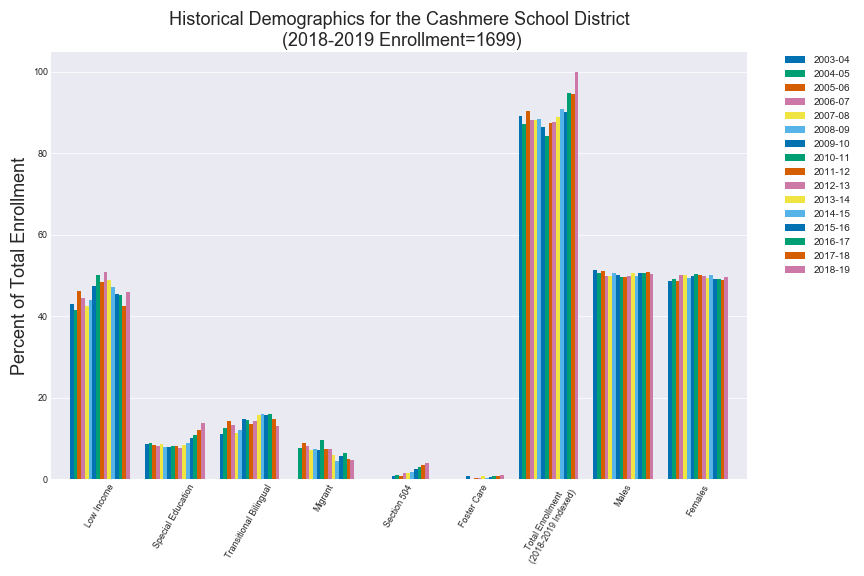 Historical Demographics for the Cashmere School District
(2018-2019 Enrollment=1699)
Percent of Total Enrollment
100
80
60
40
20
0
Low Income
Special Education
Transitional Bilingual
Migrant
Section 504
Foster Care
Total Enrollment
(2018-2019 Indexed)
Males
Females
2003-04
2004-05
2005-06
2006-07
2007-08
2008-09
2009-10
2010-11
2011-12
2012-13
2013-14
2014-15
2015-16
2016-17
2017-18
2018-19